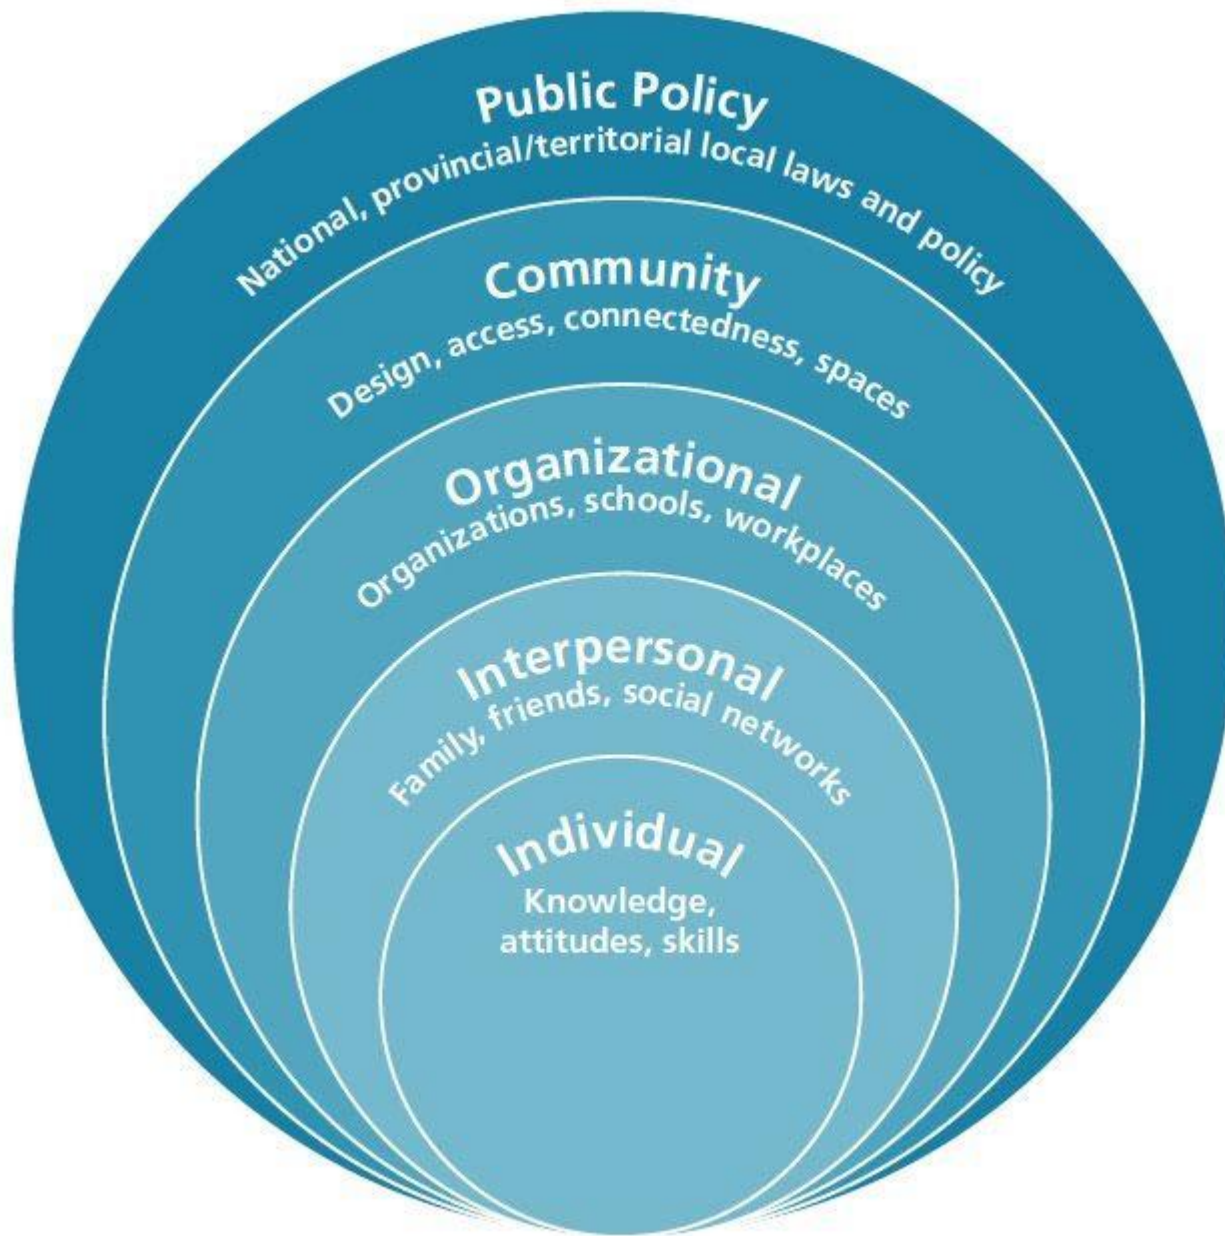 Public Policy
National, provincial/territorial local laws and policy
Community
Design, access, connectedness, spaces
Organizational
Organizations, schools, workplaces
Interpersonal
Family, friends, social networks
Individual
Knowledge,
attitudes, skills